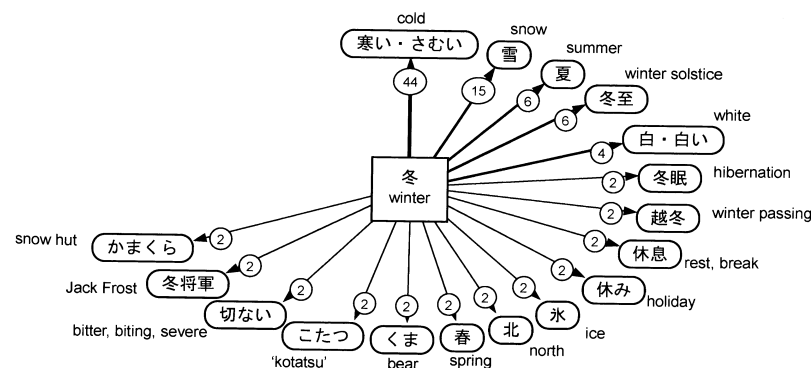 cold
寒い・さむい
44
snow
雪
15
summer
夏
6
winter solstice
冬至
6
white
白・白い
4
冬
winter
hibernation
冬眠
2
winter passing
越冬
2
休息
rest, break
2
休み
holiday
2
氷
ice
2
北
north
2
春
spring
2
くま
bear
2
こたつ
'kotatsu'
2
切ない
bitter, biting, severe
2
冬将軍
Jack Frost
2
かまくら
snow hut
2